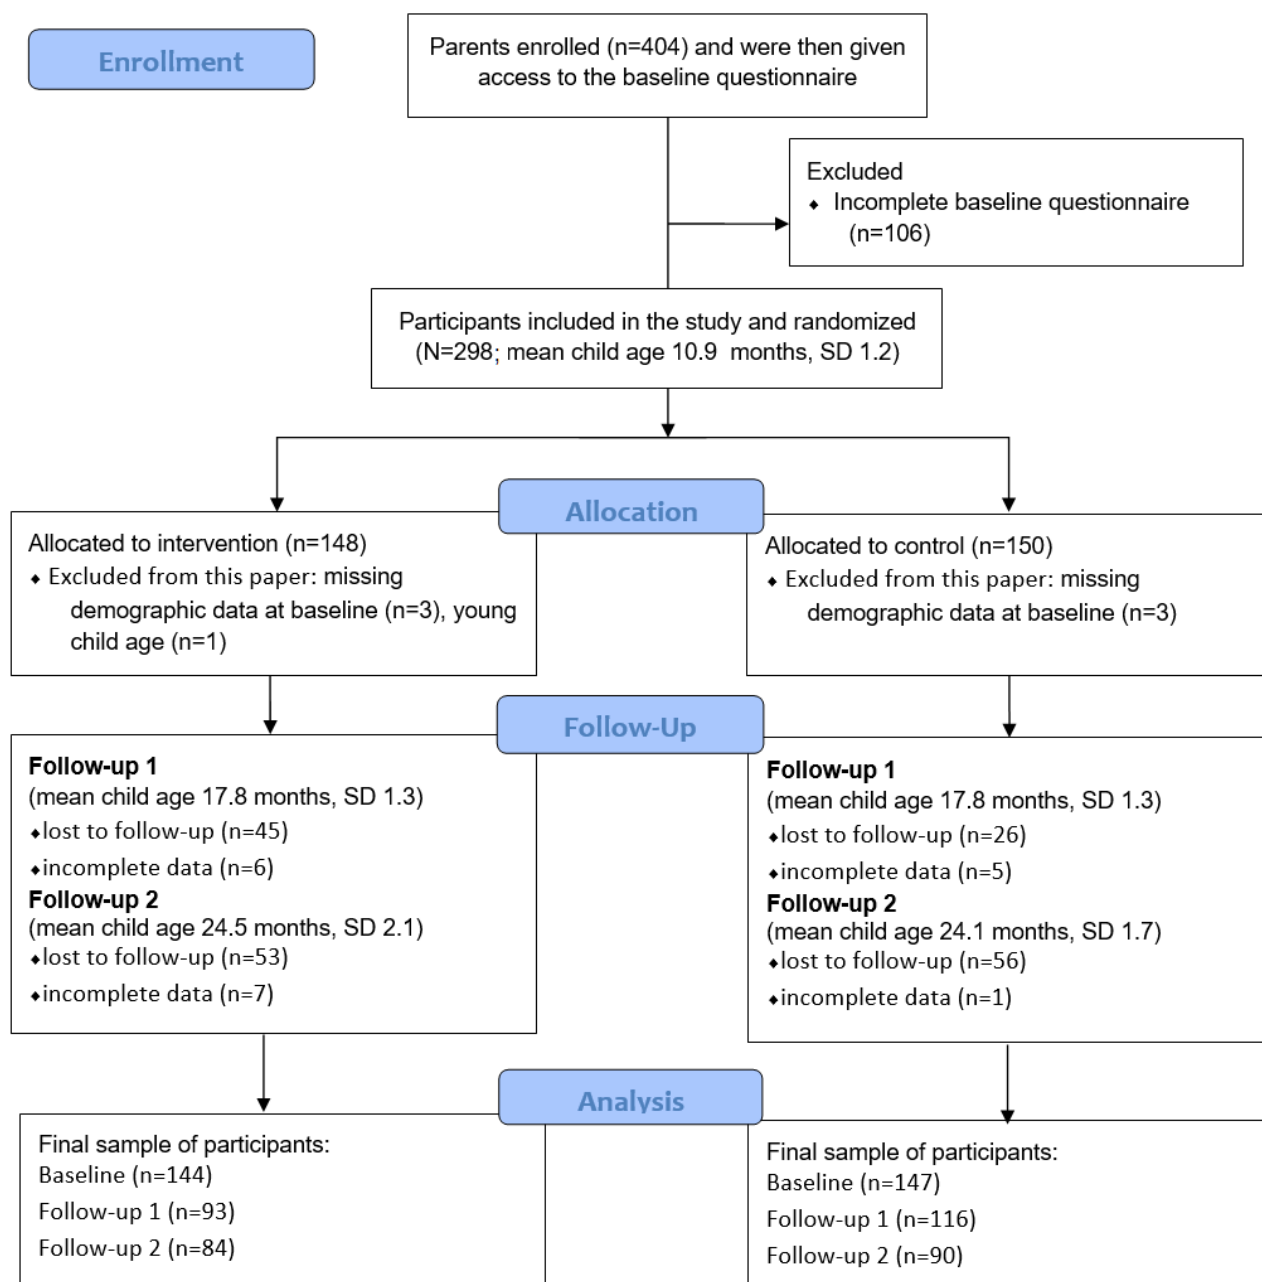 Enrollment
Parents enrolled (n=404) and were then given
access to the baseline questionnaire
Excluded
⬧ Incomplete baseline questionnaire
(n=106)
Participants included in the study and randomized
(N=298; mean child age 10.9 months, SD 1.2)
Allocation
Allocated to intervention (n=148)
⬧ Excluded from this paper: missing
demographic data at baseline (n=3), young
child age (n=1)
Allocated to control (n=150)
⬧ Excluded from this paper: missing
demographic data at baseline (n=3)
Follow-Up
Follow-up 1
(mean child age 17.8 months, SD 1.3)
⬧lost to follow-up (n=45)
⬧incomplete data (n=6)
Follow-up 2
(mean child age 24.5 months, SD 2.1)
⬧lost to follow-up (n=53)
⬧incomplete data (n=7)
Follow-up 1
(mean child age 17.8 months, SD 1.3)
⬧lost to follow-up (n=26)
⬧incomplete data (n=5)
Follow-up 2
(mean child age 24.1 months, SD 1.7)
⬧lost to follow-up (n=56)
⬧incomplete data (n=1)
Analysis
Final sample of participants:
Baseline (n=144)
Follow-up 1 (n=93)
Follow-up 2 (n=84)
Final sample of participants:
Baseline (n=147)
Follow-up 1 (n=116)
Follow-up 2 (n=90)